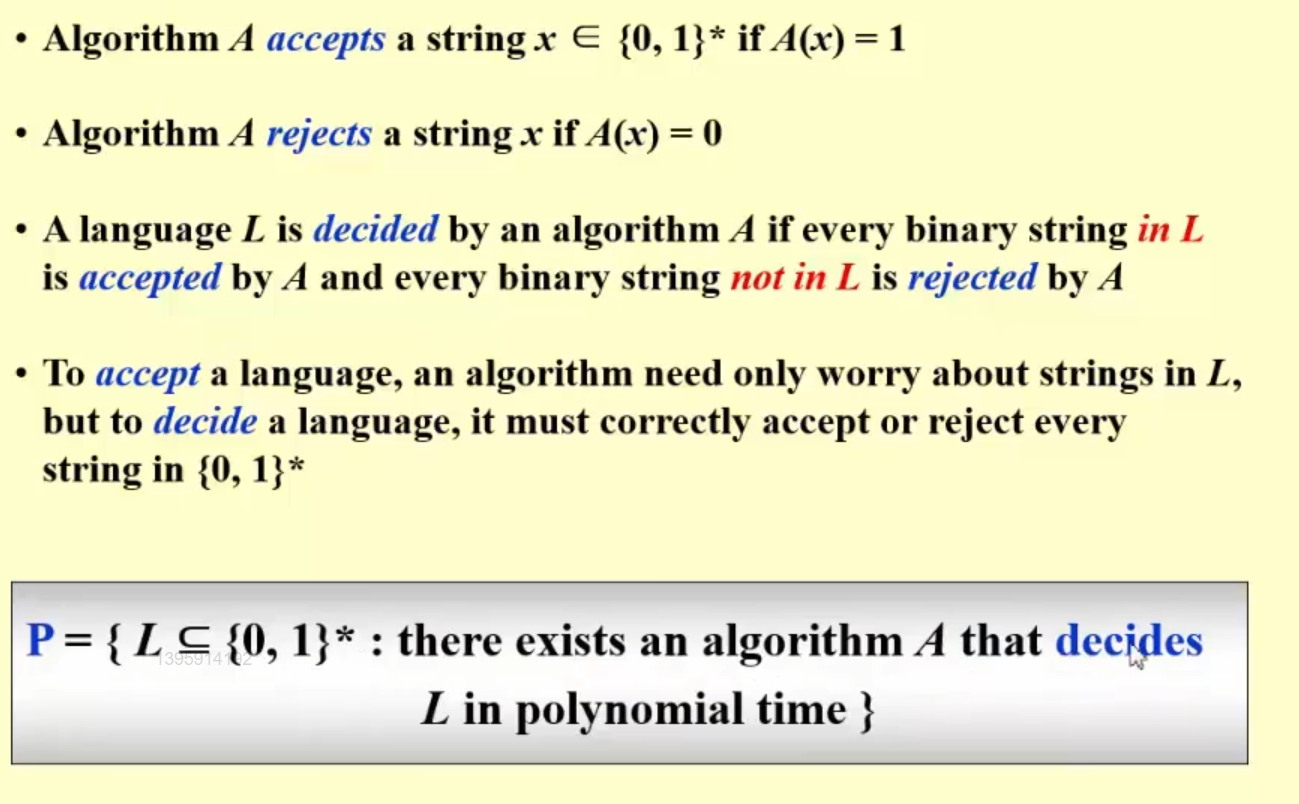 • Algorithm A accepts a string x ∈ {0, 1}* if A(x) = 1
• Algorithm A rejects a string x if A(x) = 0
• A language L is decided by an algorithm A if every binary string in L
is accepted by A and every binary string not in L is rejected by A
• To accept a language, an algorithm need only worry about strings in L,
but to decide a language, it must correctly accept or reject every
string in {0, 1}*
P = { L ⊆ {0, 1}* : there exists an algorithm A that decides
L in polynomial time }